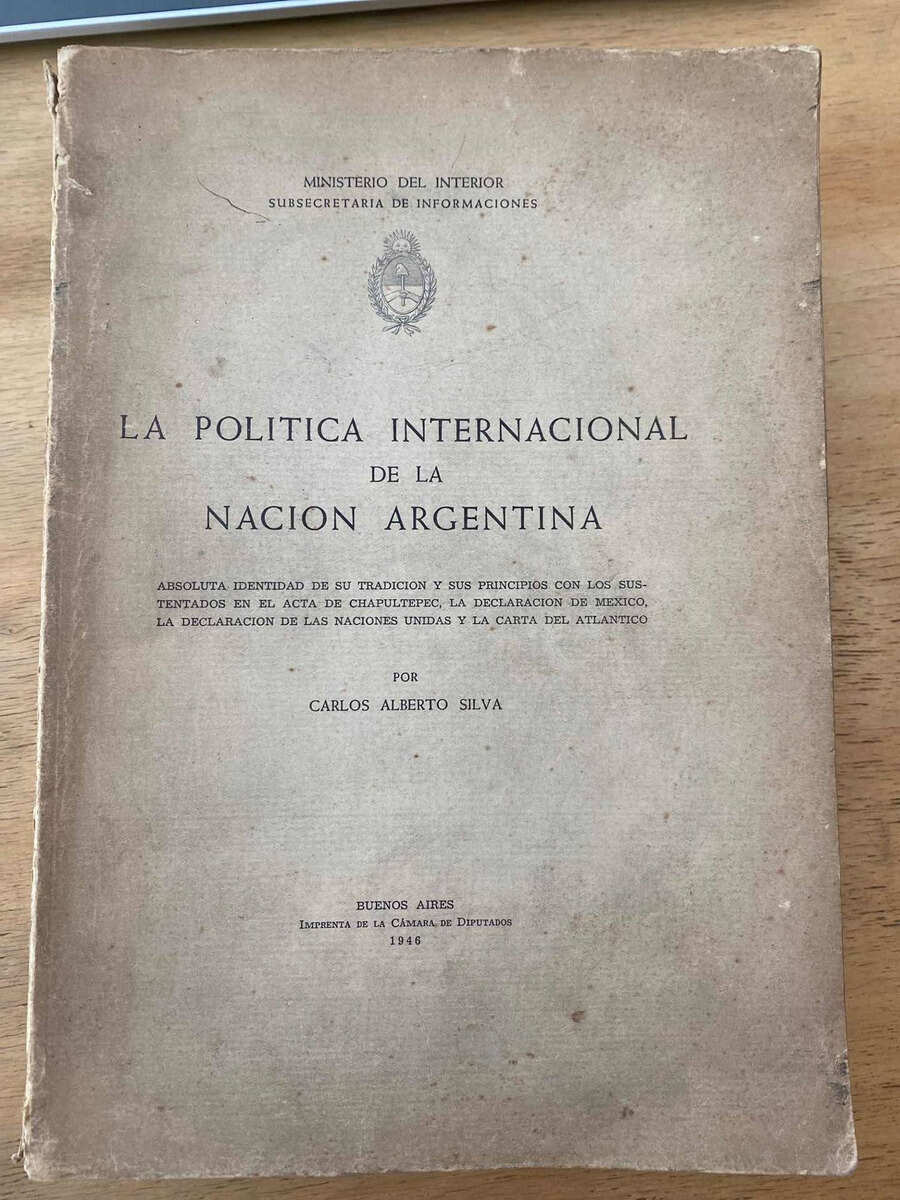 MINISTERIO DEL INTERIOR
SUBSECRETARIA DE INFORMACIONES
LA POLITICA INTERNACIONAL
DE LA
NACION ARGENTINA
ABSOLUTA IDENTIDAD DE SU TRADICION Y SUS PRINCIPIOS CON LOS SUS-
TENTADOS EN EL ACTA DE CHAPULTEPEC, LA DECLARACION DE MEXICO,
LA DECLARACION DE LAS NACIONES UNIDAS Y LA CARTA DEL ATLANTICO
POR
CARLOS ALBERTO SILVA
BUENOS AIRES
IMPRENTA DE LA CÁMARA DE DIPUTADOS
1946